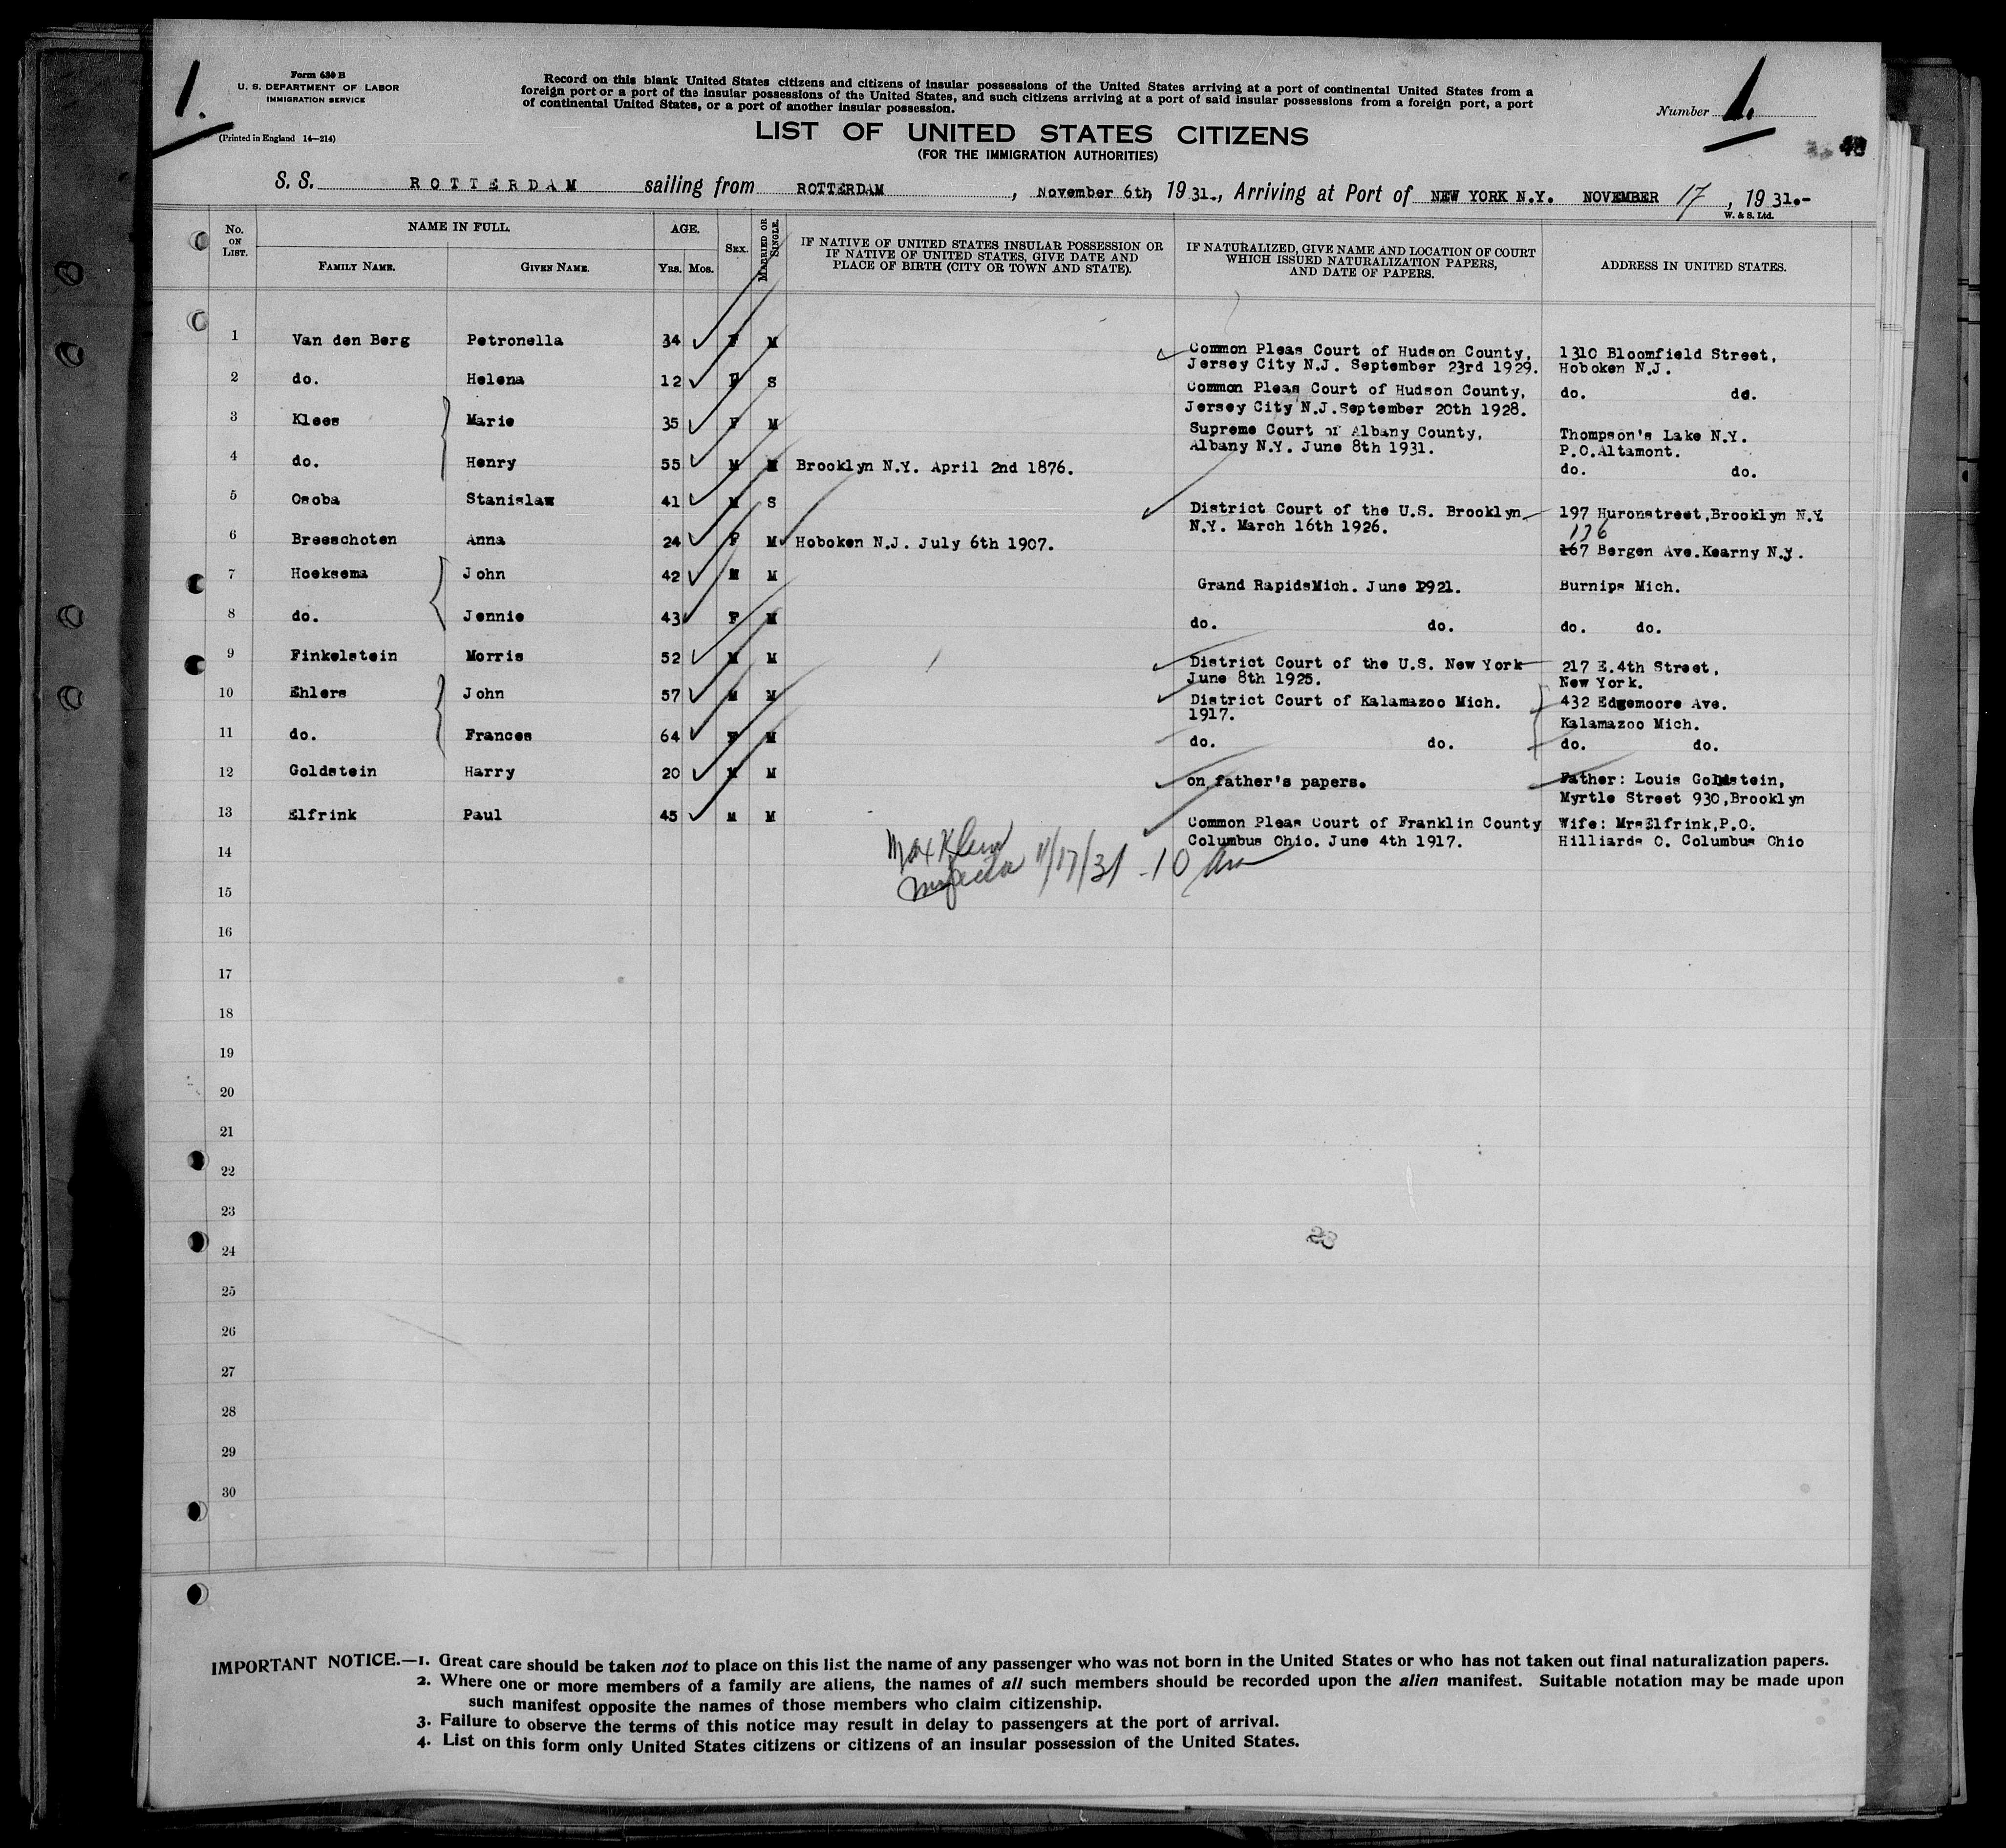 1.
Form 630 B
U. S. DEPARTMENT OF LABOR
IMMIGRATION SERVICE
(Printed in England 14—214)
Record on this blank United States citizens and citizens of insular possessions of the United States arriving at a port of continental United States from a
foreign port or a port of the insular possessions of the United States, and such citizens arriving at a port of said insular possessions from a foreign port, a port
of continental United States, or a port of another insular possession.
Number 1.
LIST OF UNITED STATES CITIZENS
(FOR THE IMMIGRATION AUTHORITIES)
S. S. ROTTERDAM sailing from ROTTERDAM, November 6th, 1931., Arriving at Port of NEW YORK N.Y. NOVEMBER 17, 1931.-
W. & S. Ltd.
No. ON LIST. NAME IN FULL. FAMILY NAME. GIVEN NAME. AGE. YRS. MOS. SEX. MARRIED OR SINGLE. IF NATIVE OF UNITED STATES INSULAR POSSESSION OR IF NATIVE OF UNITED STATES, GIVE DATE AND PLACE OF BIRTH (CITY OR TOWN AND STATE). IF NATURALIZED, GIVE NAME AND LOCATION OF COURT WHICH ISSUED NATURALIZATION PAPERS, AND DATE OF PAPERS. ADDRESS IN UNITED STATES.
1 Van den Berg Petronella 34 F M Common Pleas Court of Hudson County, 1310 Bloomfield Street,
Jersey City N.J. September 23rd 1929. Hoboken N.J.
2 do. Helena 12 F S Common Pleas Court of Hudson County, do. do.
Jersey City N.J.September 20th 1928.
3 Klees Marie 35 F M Supreme Court of Albany County, Thompson's Lake N.Y.
Albany N.Y. June 8th 1931. P.O.Altamont.
4 do. Henry 55 M M Brooklyn N.Y. April 2nd 1876. do. do.
5 Osoba Stanislaw 41 M S District Court of the U.S. Brooklyn 197 Huronstreet,Brooklyn N.Y.
N.Y. March 16th 1926.
136
6 Breeschoten Anna 24 F M Hoboken N.J. July 6th 1907. 167 Bergen Ave.Kearny N.J.
7 Hoeksema John 42 M M Grand RapidsMich. June 1921. Burnips Mich.
8 do. Jennie 43 F M do. do. do. do.
9 Finkelstein Morris 52 M M District Court of the U.S. New York 217 E.4th Street,
June 8th 1925. New York.
10 Ehlers John 57 M M District Court of Kalamazoo Mich. 432 Edgemoore Ave.
1917. Kalamazoo Mich.
11 do. Frances 64 F M do. do. do. do.
12 Goldstein Harry 20 M M on father's papers. Father: Louis Goldstein,
Myrtle Street 930,Brooklyn
13 Elfrink Paul 45 M M Common Pleas Court of Franklin County Wife: MrsElfrink,P.O.
Columbus Ohio. June 4th 1917. Hilliards O. Columbus Ohio
Max Klein
Inspector 11/17/31 - 10 am
14
15
16
17
18
19
20
21
22
23
24
25
26
27
28
29
30
IMPORTANT NOTICE.—1. Great care should be taken not to place on this list the name of any passenger who was not born in the United States or who has not taken out final naturalization papers.
2. Where one or more members of a family are aliens, the names of all such members should be recorded upon the alien manifest. Suitable notation may be made upon
such manifest opposite the names of those members who claim citizenship.
3. Failure to observe the terms of this notice may result in delay to passengers at the port of arrival.
4. List on this form only United States citizens or citizens of an insular possession of the United States.